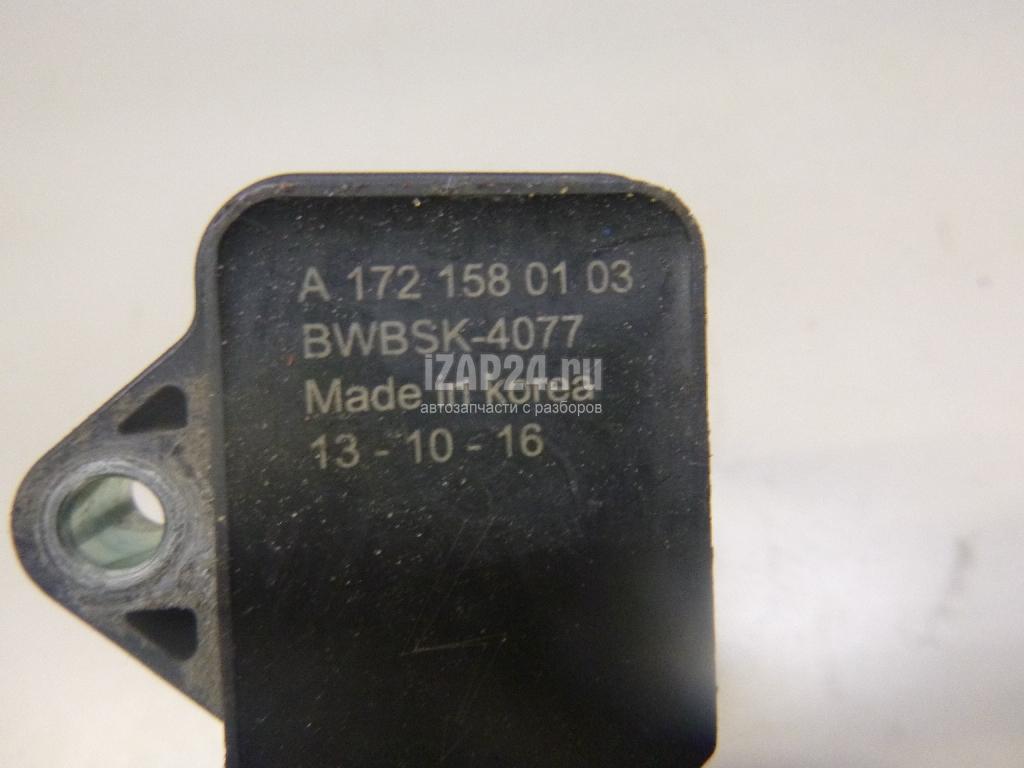 A 172 158 01 03
BWBSK-4077
iZAP24.ru
Made in korea
автозапчасти с разборов
13 - 10 - 16